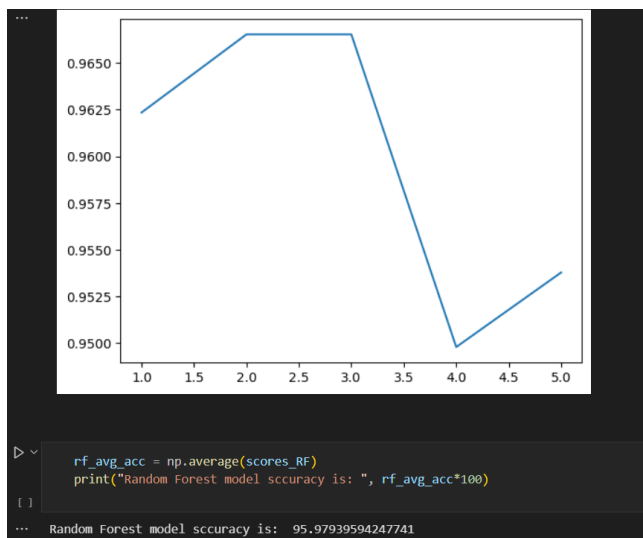 ...
0.9650
0.9625
0.9600
0.9575
0.9550
0.9525
0.9500
1.0 1.5 2.0 2.5 3.0 3.5 4.0 4.5 5.0
rf_avg_acc = np.average(scores_RF)
print("Random Forest model sccuracy is: ", rf_avg_acc*100)
[ ]
... Random Forest model sccuracy is:  95.97939594247741